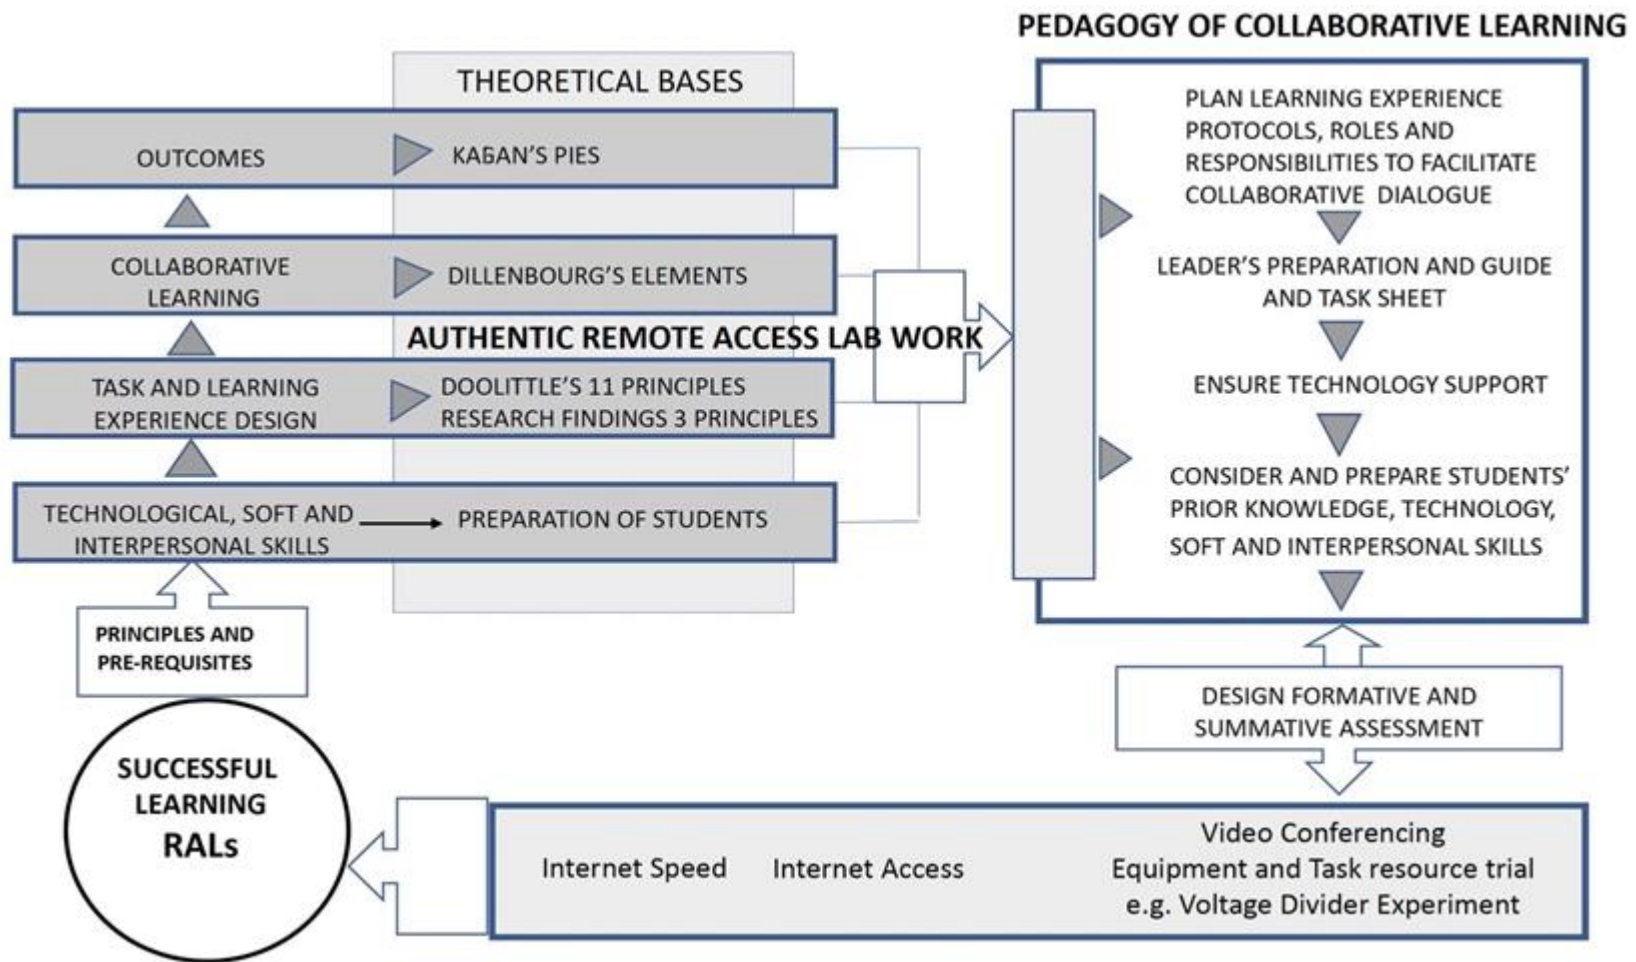 PEDAGOGY OF COLLABORATIVE LEARNING
THEORETICAL BASES
OUTCOMES
KAБAN'S PIES
COLLABORATIVE
LEARNING
DILLENBOURG'S ELEMENTS
AUTHENTIC REMOTE ACCESS LAB WORK
TASK AND LEARNING
EXPERIENCE DESIGN
DOOLITTLE'S 11 PRINCIPLES
RESEARCH FINDINGS 3 PRINCIPLES
TECHNOLOGICAL, SOFT AND
INTERPERSONAL SKILLS
PREPARATION OF STUDENTS
PRINCIPLES AND
PRE-REQUISITES
SUCCESSFUL
LEARNING
RALs
PLAN LEARNING EXPERIENCE
PROTOCOLS, ROLES AND
RESPONSIBILITIES TO FACILITATE
COLLABORATIVE DIALOGUE
LEADER'S PREPARATION AND GUIDE
AND TASK SHEET
ENSURE TECHNOLOGY SUPPORT
CONSIDER AND PREPARE STUDENTS'
PRIOR KNOWLEDGE, TECHNOLOGY,
SOFT AND INTERPERSONAL SKILLS
DESIGN FORMATIVE AND
SUMMATIVE ASSESSMENT
Internet Speed
Internet Access
Video Conferencing
Equipment and Task resource trial
e.g. Voltage Divider Experiment